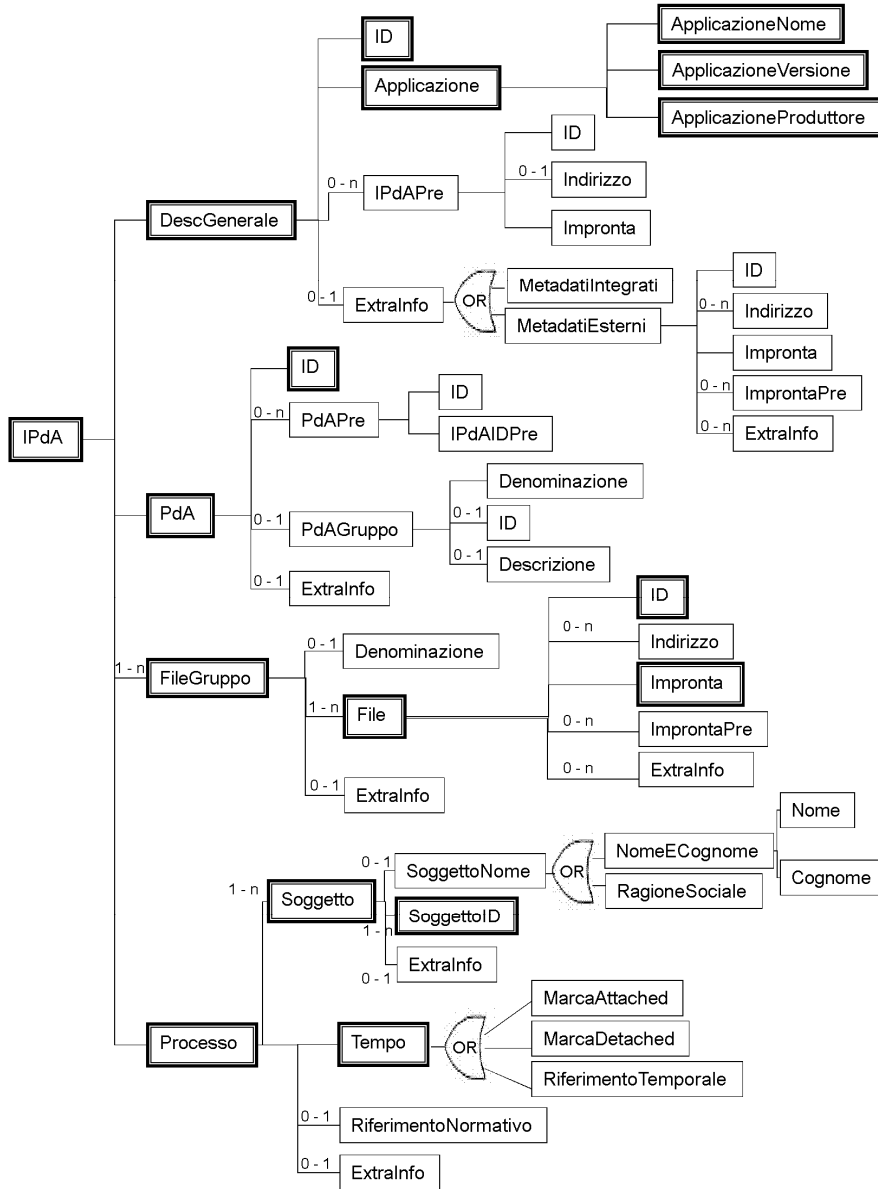 ID
ApplicazioneNome
Applicazione
ApplicazioneVersione
ApplicazioneProduttore
ID
0 - n
IPdAPre
0 - 1
Indirizzo
DescGenerale
Impronta
0 - 1
ExtraInfo
OR
MetadatiIntegrati
MetadatiEsterni
ID
0 - n
Indirizzo
Impronta
0 - n
ImprontaPre
0 - n
ExtraInfo
ID
0 - n
PdAPre
ID
IPdAIDPre
IPdA
PdA
Denominazione
0 - 1
PdAGruppo
0 - 1
ID
0 - 1
Descrizione
0 - 1
ExtraInfo
ID
0 - n
Indirizzo
0 - 1
Denominazione
1 - n
FileGruppo
Impronta
1 - n
File
0 - n
ImprontaPre
0 - n
ExtraInfo
0 - 1
ExtraInfo
Nome
NomeECognome
Cognome
0 - 1
SoggettoNome
OR
RagioneSociale
1 - n
Soggetto
SoggettoID
1 - n
ExtraInfo
0 - 1
MarcaAttached
Processo
Tempo
OR
MarcaDetached
RiferimentoTemporale
0 - 1
RiferimentoNormativo
0 - 1
ExtraInfo